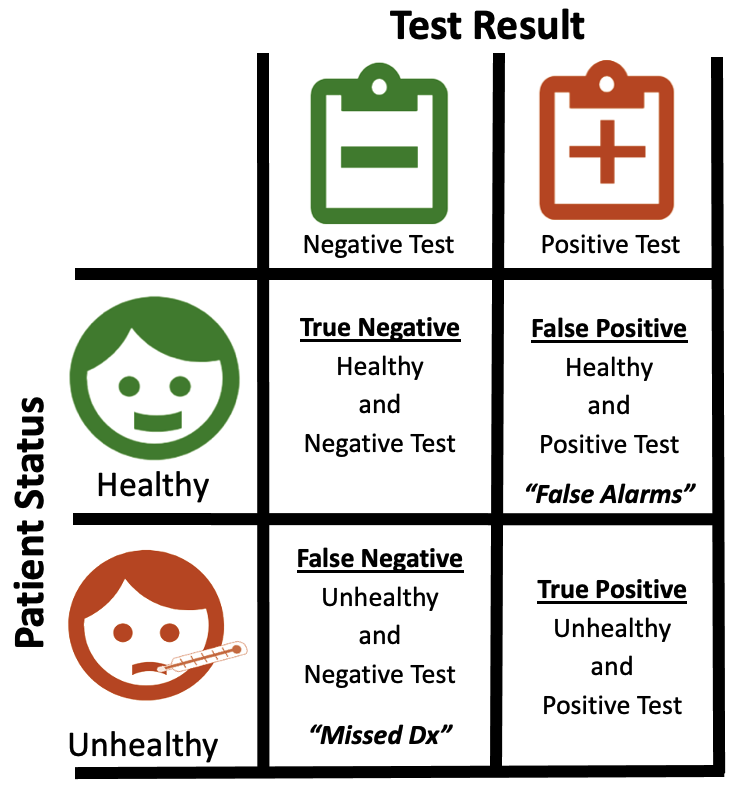 Test Result
Negative Test
Positive Test
Patient Status
Healthy
True Negative
Healthy
and
Negative Test
False Positive
Healthy
and
Positive Test
“False Alarms”
Unhealthy
False Negative
Unhealthy
and
Negative Test
“Missed Dx”
True Positive
Unhealthy
and
Positive Test